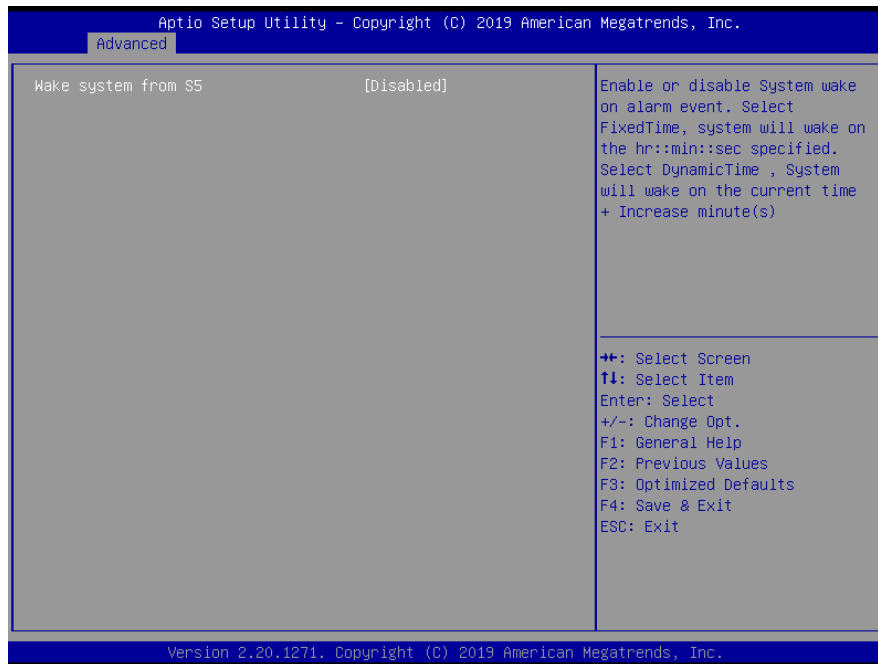 Aptio Setup Utility – Copyright (C) 2019 American Megatrends, Inc.
Advanced
Wake system from S5 [Disabled]
Enable or disable System wake
on alarm event. Select
FixedTime, system will wake on
the hr::min::sec specified.
Select DynamicTime , System
will wake on the current time
+ Increase minute(s)
→←: Select Screen
↑↓: Select Item
Enter: Select
+/-: Change Opt.
F1: General Help
F2: Previous Values
F3: Optimized Defaults
F4: Save & Exit
ESC: Exit
Version 2.20.1271. Copyright (C) 2019 American Megatrends, Inc.